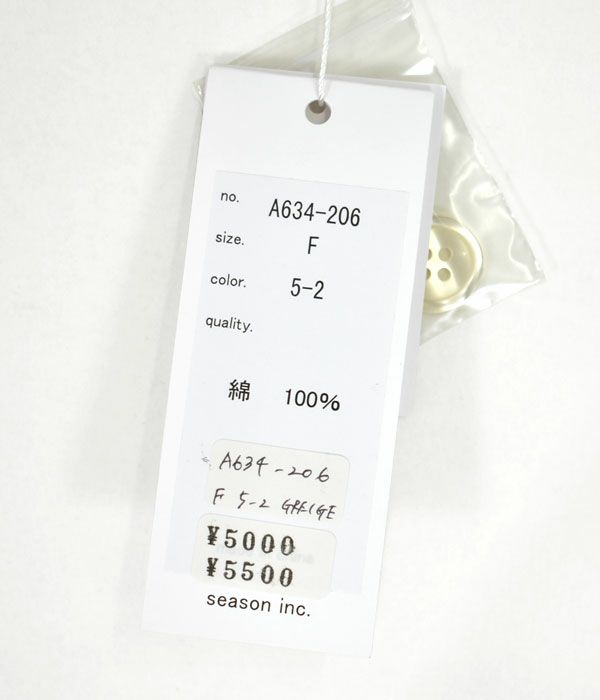 no. A634-206
size. F
color. 5-2
quality.
綿 100%
A634-206
F 5-2 GREIGE
¥5000
¥5500
season inc.